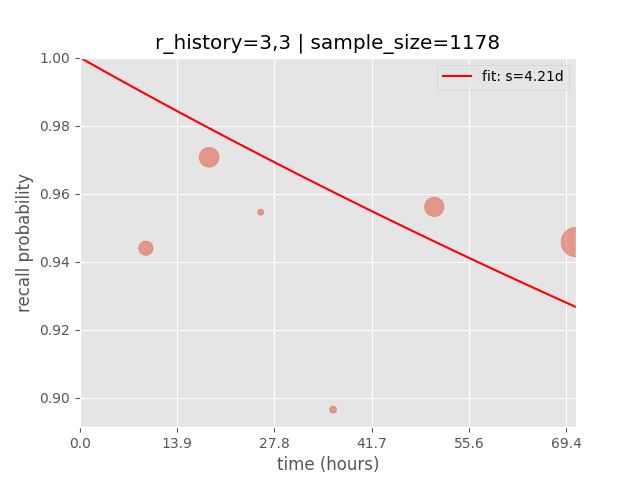 r_history=3,3 | sample_size=1178
fit: s=4.21d
1.00
0.98
0.96
0.94
0.92
0.90
recall probability
0.0 13.9 27.8 41.7 55.6 69.4
time (hours)